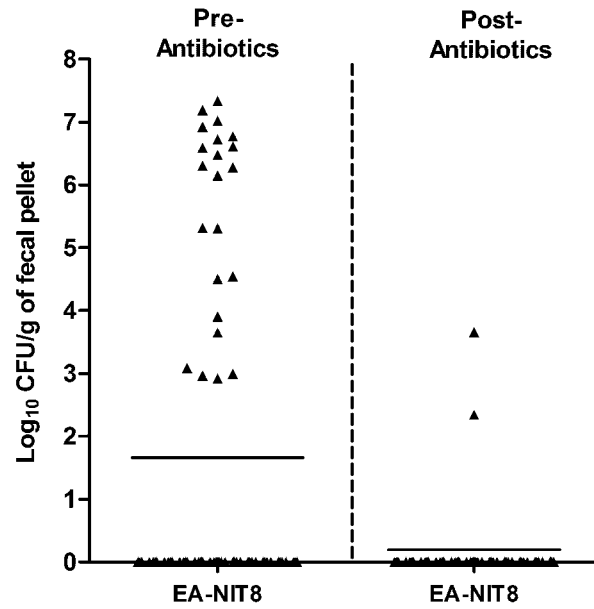 Pre-
Antibiotics
Post-
Antibiotics
Log10 CFU/g of fecal pellet
8
7
6
5
4
3
2
1
0
EA-NIT8
EA-NIT8